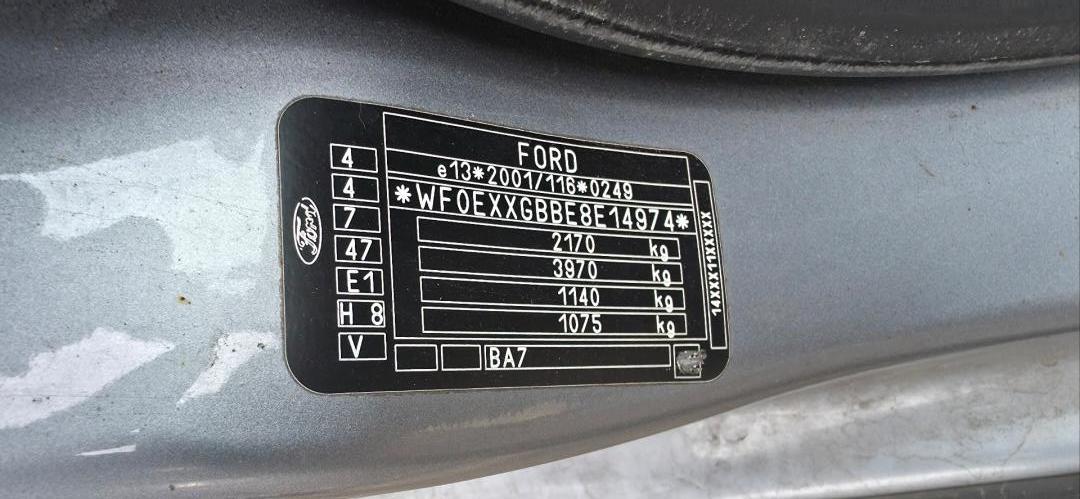 FORD
e13*2001/116*0249
*WF0EXXGBBE8E14974*
2170 kg
3970 kg
1140 kg
1075 kg
BA7
4
4
7
47
E1
H 8
V
Ford
14XXX11XXXXX